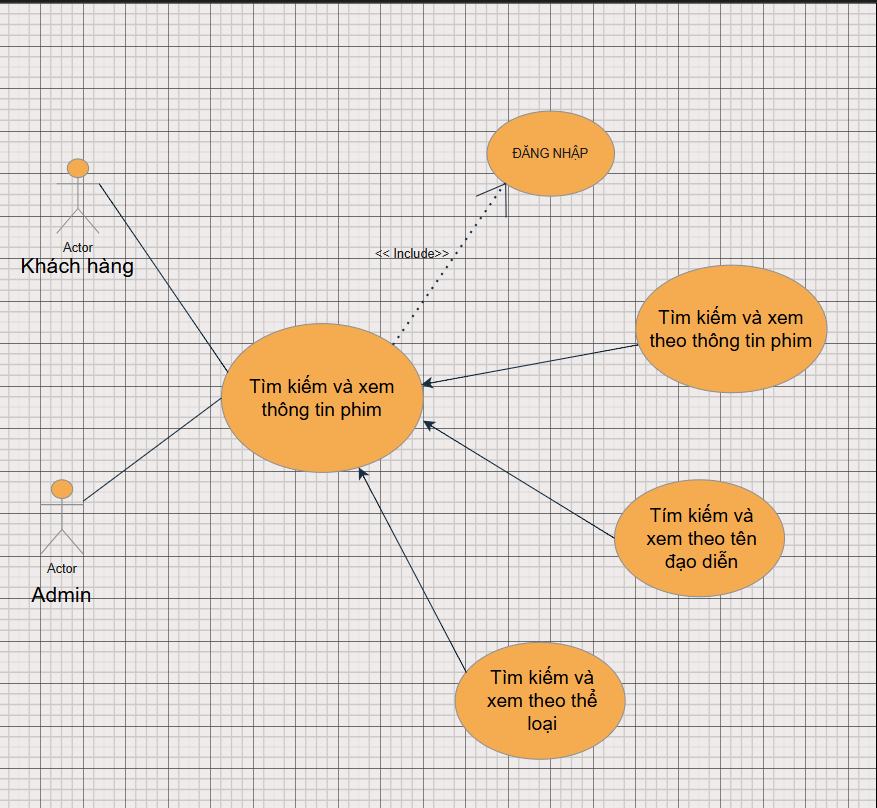 ĐĂNG NHẬP
Actor
Khách hàng
<< Include>>
Tìm kiếm và xem
theo thông tin phim
Tìm kiếm và xem
thông tin phim
Actor
Admin
Tím kiếm và
xem theo tên
đạo diễn
Tìm kiếm và
xem theo thể
loại